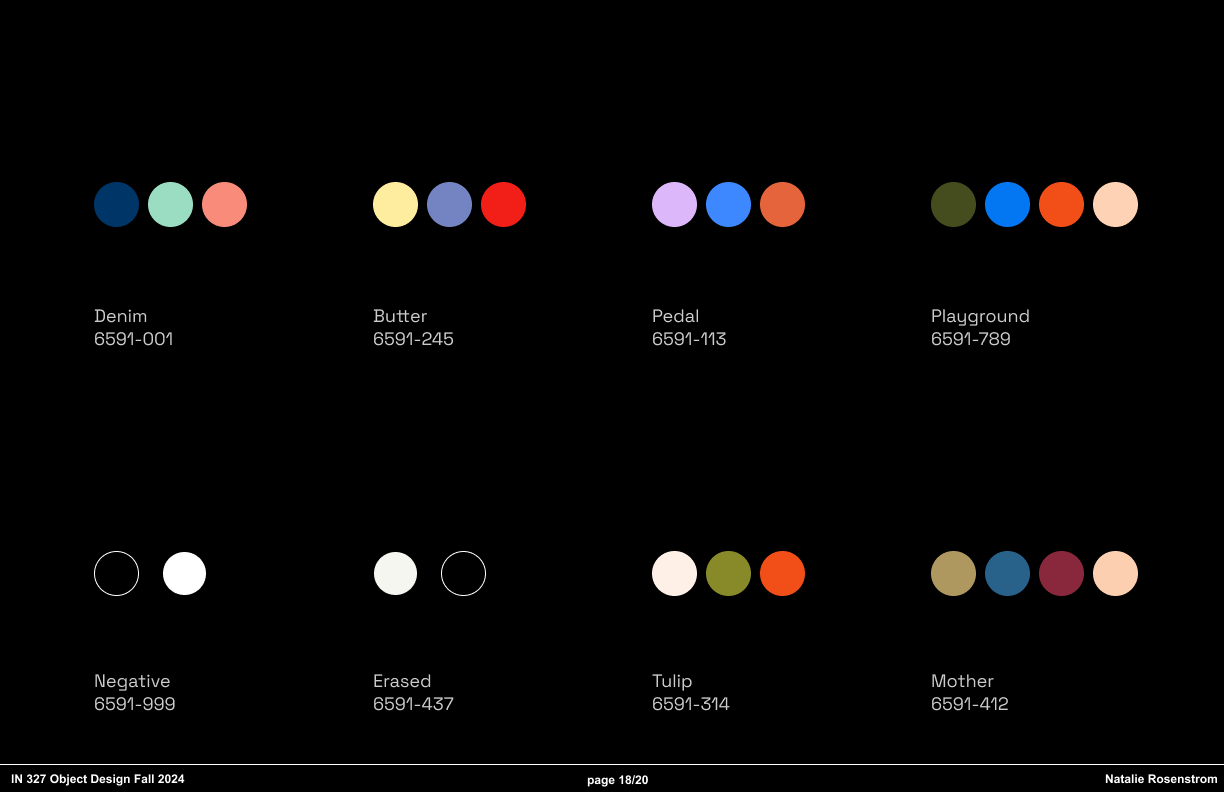 Denim
6591-001
Butter
6591-245
Pedal
6591-113
Playground
6591-789
Negative
6591-999
Erased
6591-437
Tulip
6591-314
Mother
6591-412
IN 327 Object Design Fall 2024
page 18/20
Natalie Rosenstrom